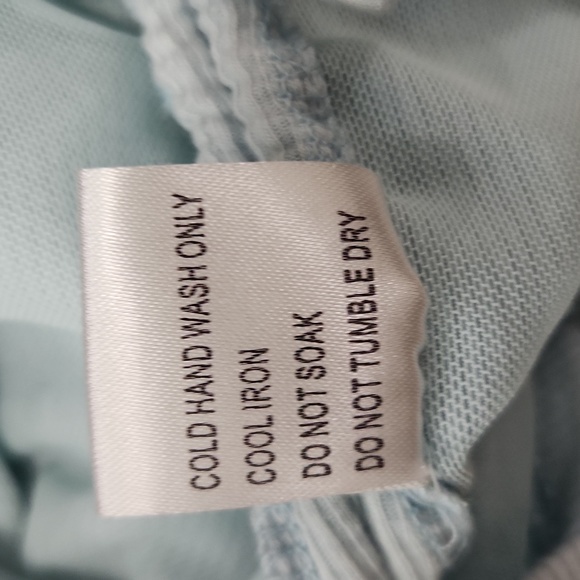 COLD HAND WASH ONLY
COOL IRON
DO NOT SOAK
DO NOT TUMBLE DRY